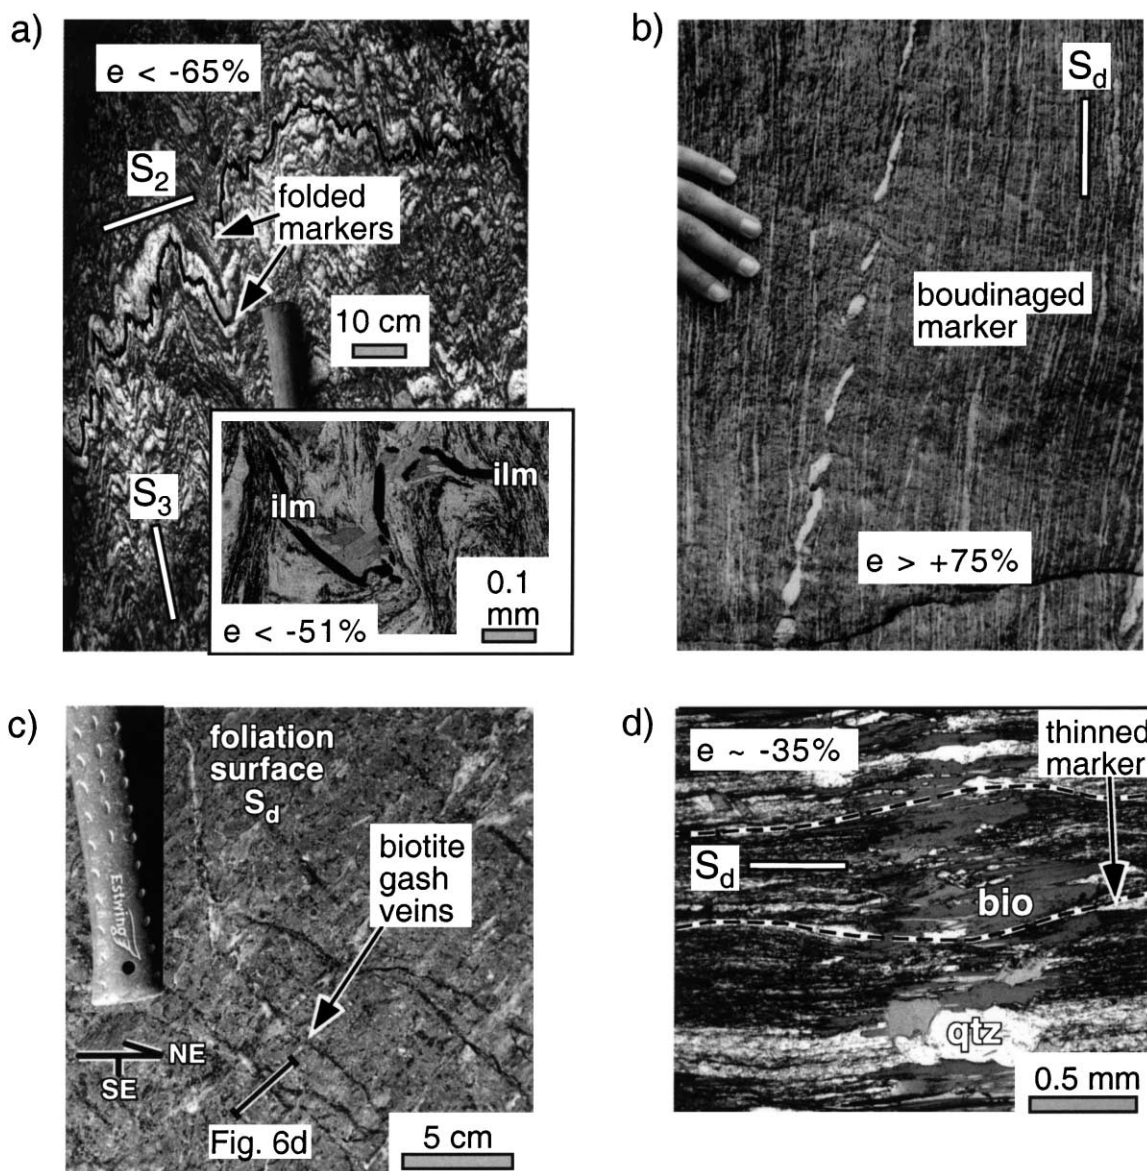 a)
e < -65%
S2
folded
markers
10 cm
S3
ilm
ilm
0.1
mm
e < -51%
b)
Sd
boudinaged
marker
e > +75%
c)
foliation
surface
Sd
biotite
gash
veins
Estwing
NE
SE
Fig. 6d
5 cm
d)
e ~ -35%
thinned
marker
Sd
bio
qtz
0.5 mm